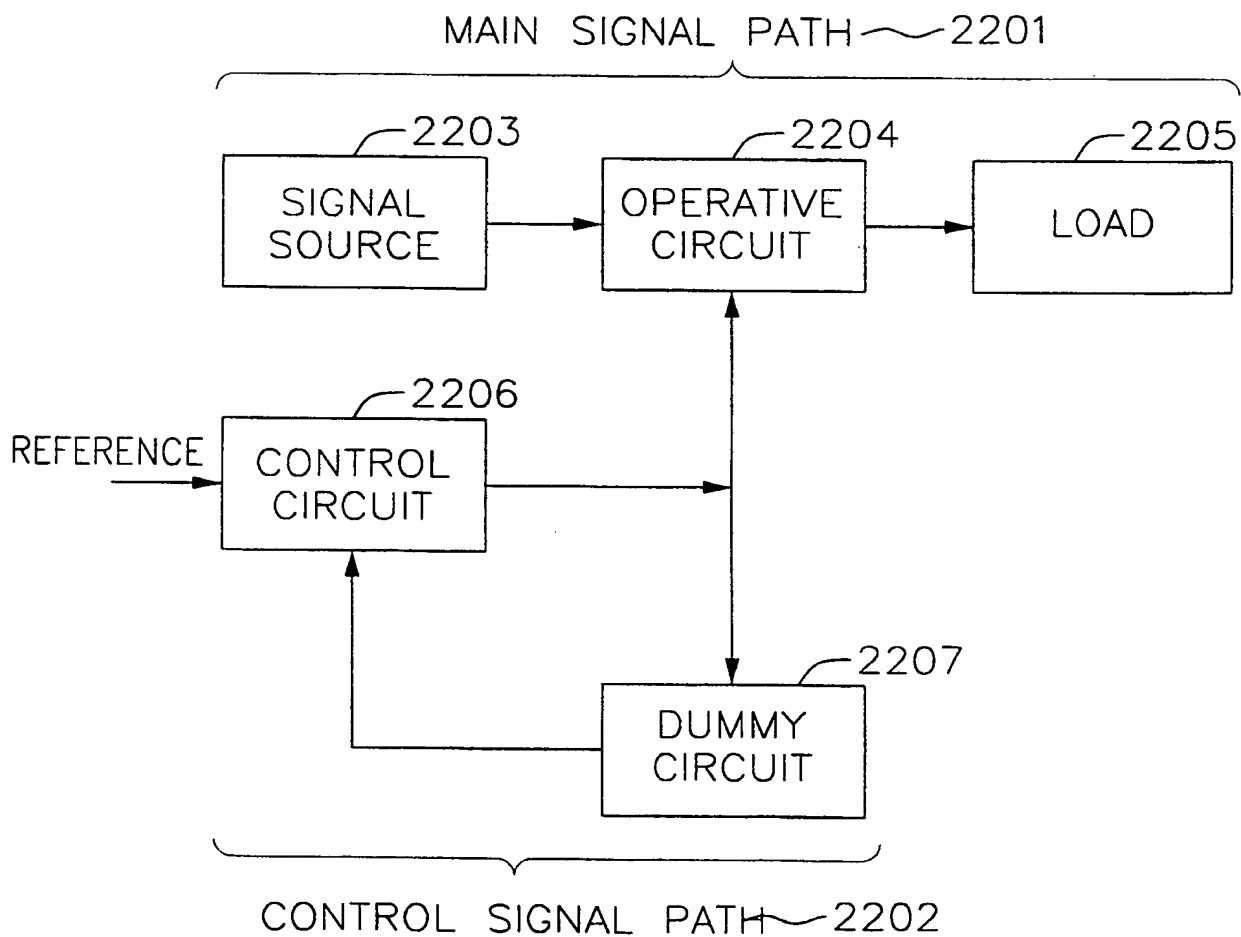 MAIN SIGNAL PATH 2201
2203
2204
2205
SIGNAL
SOURCE
OPERATIVE
CIRCUIT
LOAD
2206
REFERENCE
CONTROL
CIRCUIT
2207
DUMMY
CIRCUIT
CONTROL SIGNAL PATH 2202